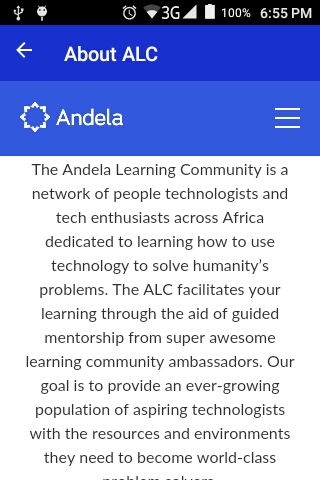 3G 100% 6:55 PM
About ALC
Andela
The Andela Learning Community is a
network of people technologists and
tech enthusiasts across Africa
dedicated to learning how to use
technology to solve humanity’s
problems. The ALC facilitates your
learning through the aid of guided
mentorship from super awesome
learning community ambassadors. Our
goal is to provide an ever-growing
population of aspiring technologists
with the resources and environments
they need to become world-class
problem solvers